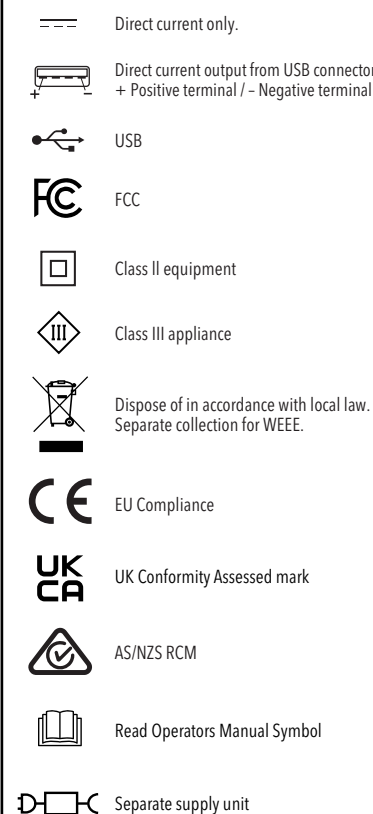 Direct current only.
Direct current output from USB connector
+ Positive terminal / – Negative terminal
+ –
USB
FC FCC
Class ll equipment
III Class III appliance
Dispose of in accordance with local law.
Separate collection for WEEE.
CE EU Compliance
UK
CA UK Conformity Assessed mark
AS/NZS RCM
Read Operators Manual Symbol
Separate supply unit